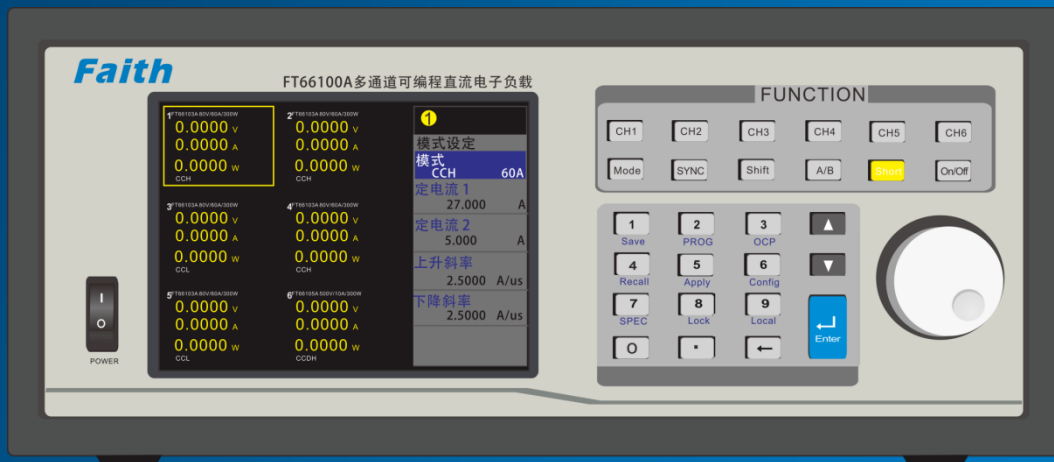 Faith
FT66100A多通道可编程直流电子负载
1 FT66103A 80V/60A/300W
0.0000 V
0.0000 A
0.0000 W
CCH
2 FT66103A 80V/60A/300W
0.0000 V
0.0000 A
0.0000 W
CCH
3 FT66103A 80V/60A/300W
0.0000 V
0.0000 A
0.0000 W
CCL
4 FT66103A 80V/60A/300W
0.0000 V
0.0000 A
0.0000 W
CCH
5 FT66103A 80V/60A/300W
0.0000 V
0.0000 A
0.0000 W
CCL
6 FT66105A 500V/10A/300W
0.0000 V
0.0000 A
0.0000 W
CCDH
1
模式设定
模式
CCH 60A
定电流 1
27.000 A
定电流 2
5.000 A
上升斜率
2.5000 A/us
下降斜率
2.5000 A/us
I
O
POWER
FUNCTION
CH1 CH2 CH3 CH4 CH5 CH6
Mode SYNC Shift A/B Short On/Off
1 2 3
Save PROG OCP
4 5 6
Recall Apply Config
7 8 9
SPEC Lock Local
O · ←
Enter